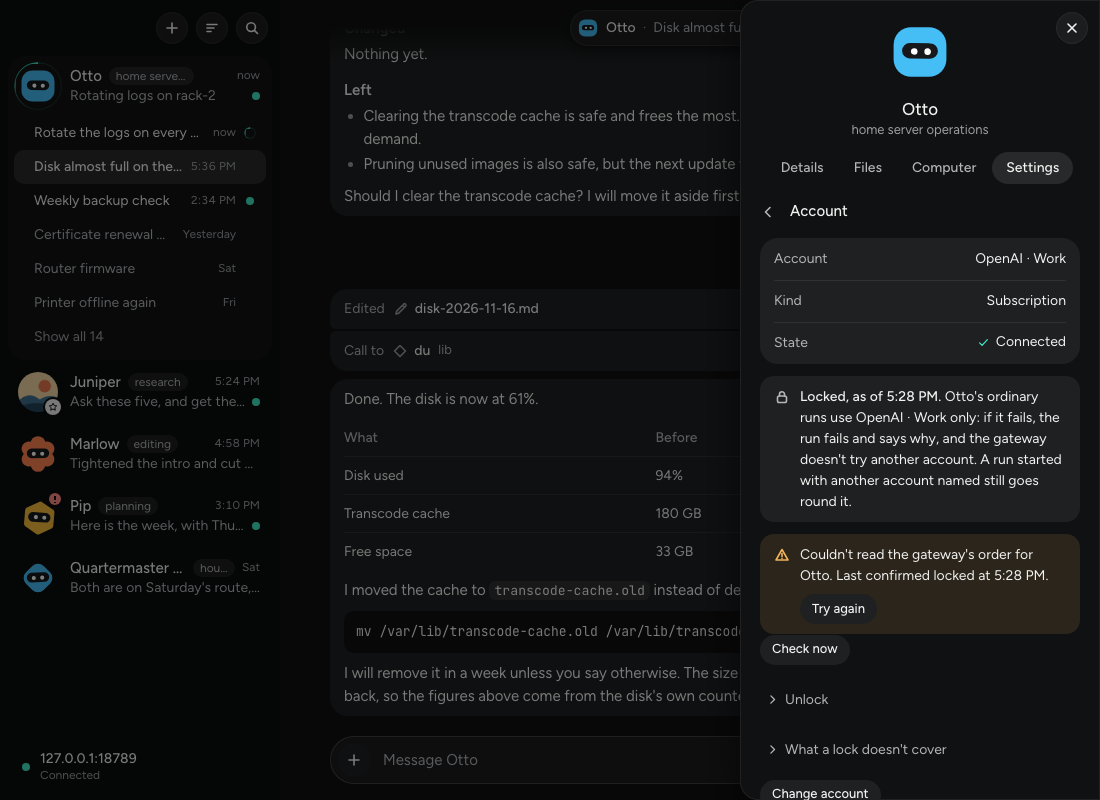 Otto home serve... now
Rotating logs on rack-2
Rotate the logs on every ... now
Disk almost full on the... 5:36 PM
Weekly backup check 2:34 PM
Certificate renewal ... Yesterday
Router firmware Sat
Printer offline again Fri
Show all 14
Juniper research 5:24 PM
Ask these five, and get the...
Marlow editing 4:58 PM
Tightened the intro and cut ...
Pip planning 3:10 PM
Here is the week, with Thu...
Quartermaster ... hou... Sat
Both are on Saturday's route,...
127.0.0.1:18789
Connected
Otto · Disk almost fu
Changed
Nothing yet.
Left
• Clearing the transcode cache is safe and frees the most.
demand.
• Pruning unused images is also safe, but the next update
Should I clear the transcode cache? I will move it aside first
Edited disk-2026-11-16.md
Call to du lib
Done. The disk is now at 61%.
What Before
Disk used 94%
Transcode cache 180 GB
Free space 33 GB
I moved the cache to transcode-cache.old instead of de
mv /var/lib/transcode-cache.old /var/lib/transcod
I will remove it in a week unless you say otherwise. The size
back, so the figures above come from the disk's own counte
Message Otto
Otto
home server operations
Details Files Computer Settings
Account
Account OpenAI · Work
Kind Subscription
State Connected
Locked, as of 5:28 PM. Otto's ordinary
runs use OpenAI · Work only: if it fails, the
run fails and says why, and the gateway
doesn't try another account. A run started
with another account named still goes
round it.
Couldn't read the gateway's order for
Otto. Last confirmed locked at 5:28 PM.
Try again
Check now
Unlock
What a lock doesn't cover
Change account